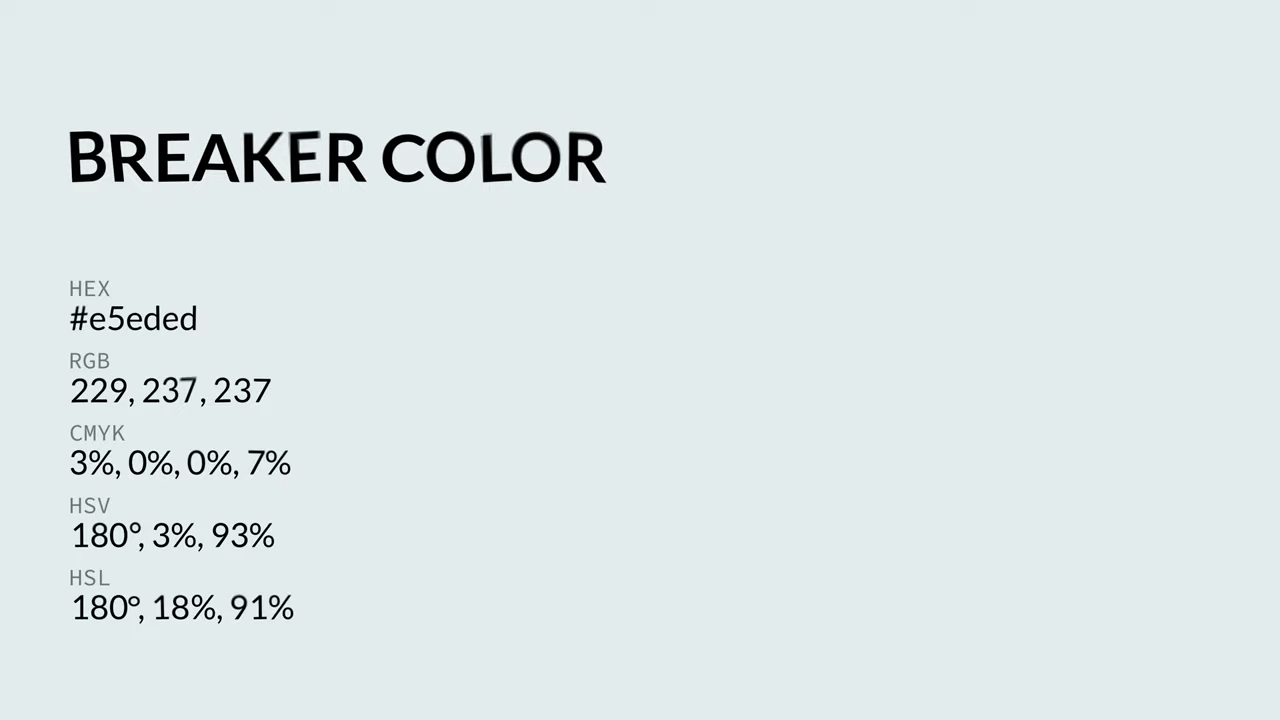 BREAKER COLOR
HEX
#e5eded
RGB
229, 237, 237
CMYK
3%, 0%, 0%, 7%
HSV
180°, 3%, 93%
HSL
180°, 18%, 91%